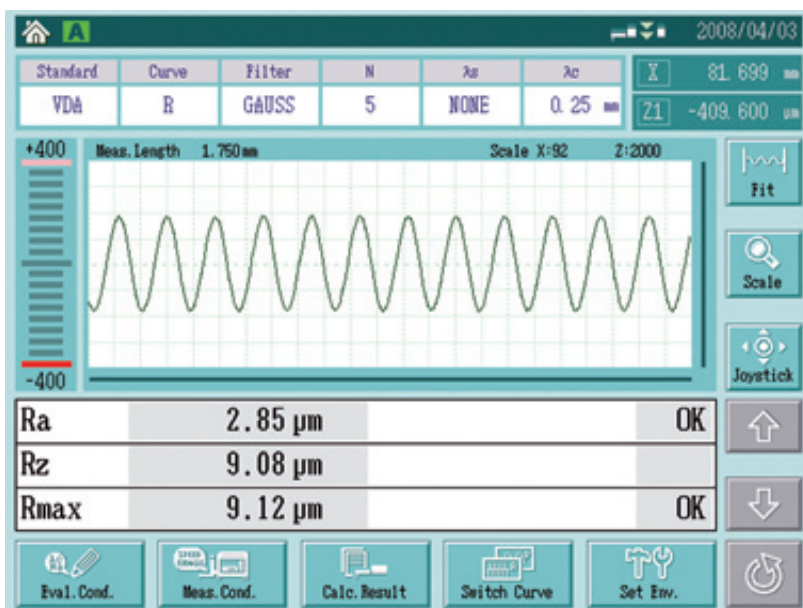 A 2008/04/03
Standard Curve Filter N λs λc X 81.699 mm
VDA R GAUSS 5 NONE 0.25 mm Z1 -409.600 μm
+400 Meas.Length 1.750 mm Scale X:92 Z:2000
Fit
Scale
Joystick
-400
Ra 2.85 μm OK
Rz 9.08 μm
Rmax 9.12 μm OK
Eval.Cond. Meas.Cond. Calc.Result Switch Curve Set Env.